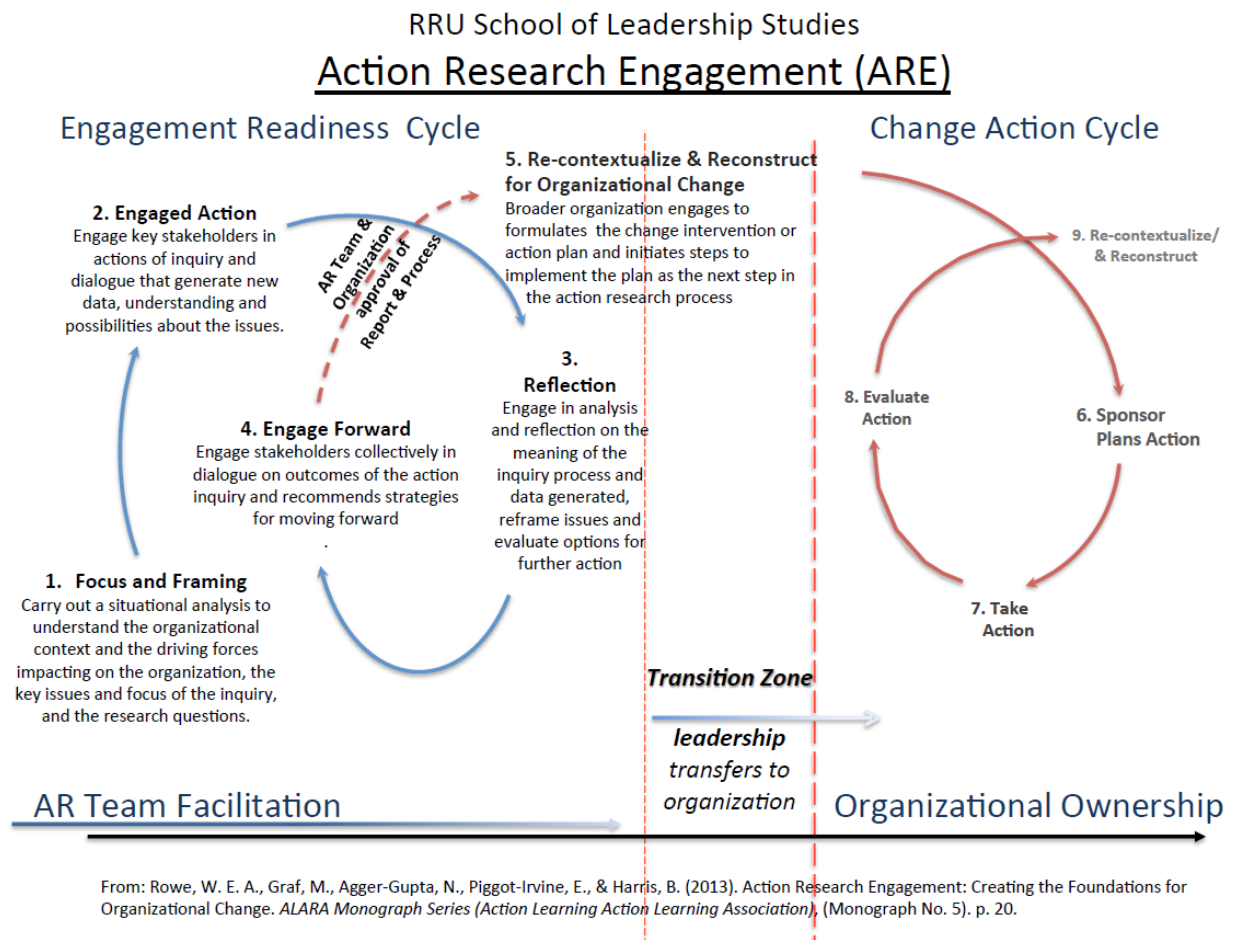 RRU School of Leadership Studies
Action Research Engagement (ARE)
Engagement Readiness Cycle
Change Action Cycle
2. Engaged Action
Engage key stakeholders in
actions of inquiry and
dialogue that generate new
data, understanding and
possibilities about the issues.
AR Team &
Organization
approval of
Report & Process
5. Re-contextualize & Reconstruct
for Organizational Change
Broader organization engages to
formulates the change intervention or
action plan and initiates steps to
implement the plan as the next step in
the action research process
9. Re-contextualize/
& Reconstruct
3.
Reflection
Engage in analysis
and reflection on the
meaning of the
inquiry process and
data generated,
reframe issues and
evaluate options for
further action
4. Engage Forward
Engage stakeholders collectively in
dialogue on outcomes of the action
inquiry and recommends strategies
for moving forward
.
8. Evaluate
Action
6. Sponsor
Plans Action
1. Focus and Framing
Carry out a situational analysis to
understand the organizational
context and the driving forces
impacting on the organization, the
key issues and focus of the inquiry,
and the research questions.
7. Take
Action
Transition Zone
leadership
transfers to
organization
AR Team Facilitation
Organizational Ownership
From: Rowe, W. E. A., Graf, M., Agger-Gupta, N., Piggot-Irvine, E., & Harris, B. (2013). Action Research Engagement: Creating the Foundations for
Organizational Change. ALARA Monograph Series (Action Learning Action Learning Association), (Monograph No. 5). p. 20.